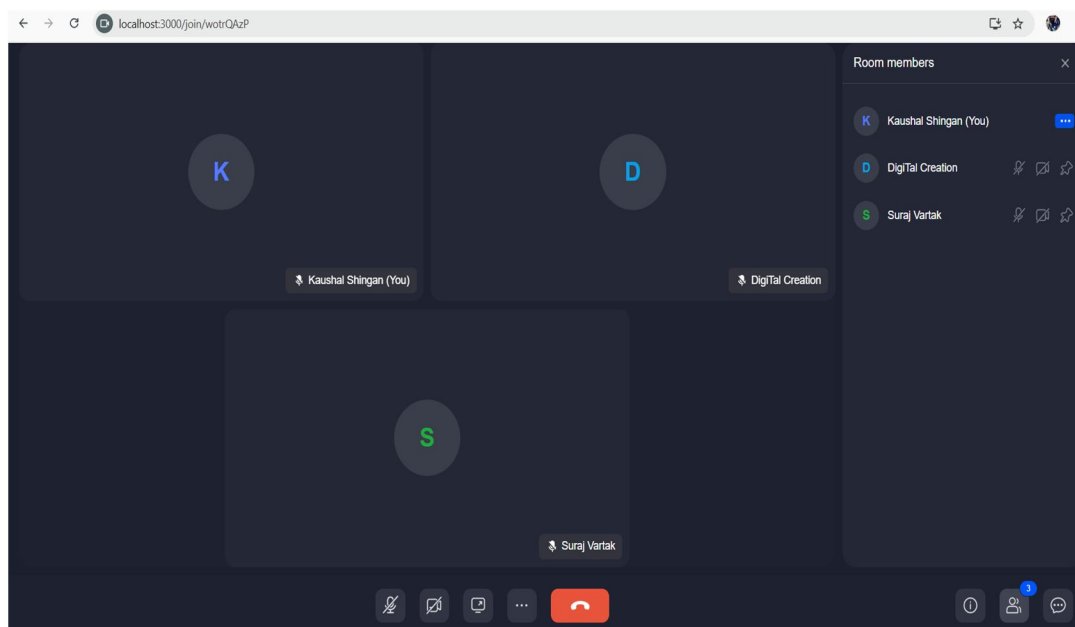 localhost:3000/join/wotrQAzP
Room members
K
Kaushal Shingan (You)
D
DigiTal Creation
S
Suraj Vartak
K
Kaushal Shingan (You)
D
DigiTal Creation
S
Suraj Vartak
3